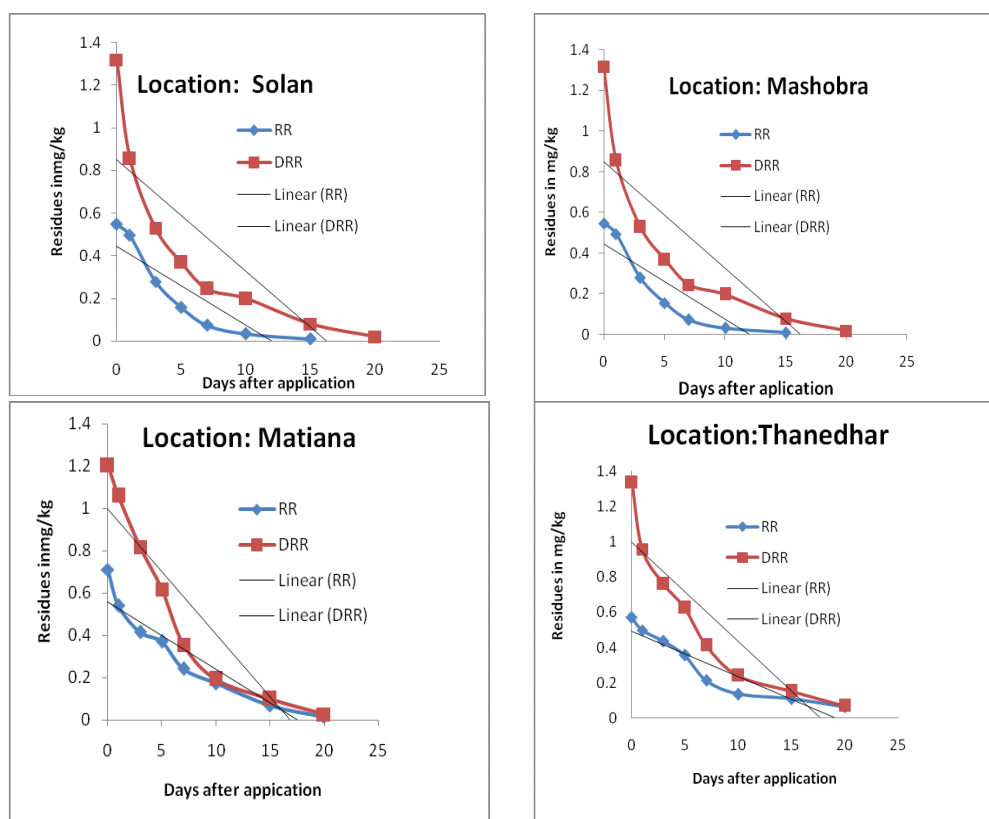 Location: Solan
Residues inmg/kg
1.4
1.2
1
0.8
0.6
0.4
0.2
0
RR
DRR
Linear (RR)
Linear (DRR)
0 5 10 15 20 25
Days after application
Location: Mashobra
Residues in mg/kg
1.4
1.2
1
0.8
0.6
0.4
0.2
0
RR
DRR
Linear (RR)
Linear (DRR)
0 5 10 15 20 25
Days after aplication
Location: Matiana
Residues inmg/kg
1.4
1.2
1
0.8
0.6
0.4
0.2
0
RR
DRR
Linear (RR)
Linear (DRR)
0 5 10 15 20 25
Days after appication
Location:Thanedhar
Residues in mg/kg
1.4
1.2
1
0.8
0.6
0.4
0.2
0
RR
DRR
Linear (RR)
Linear (DRR)
0 5 10 15 20 25
Days after application